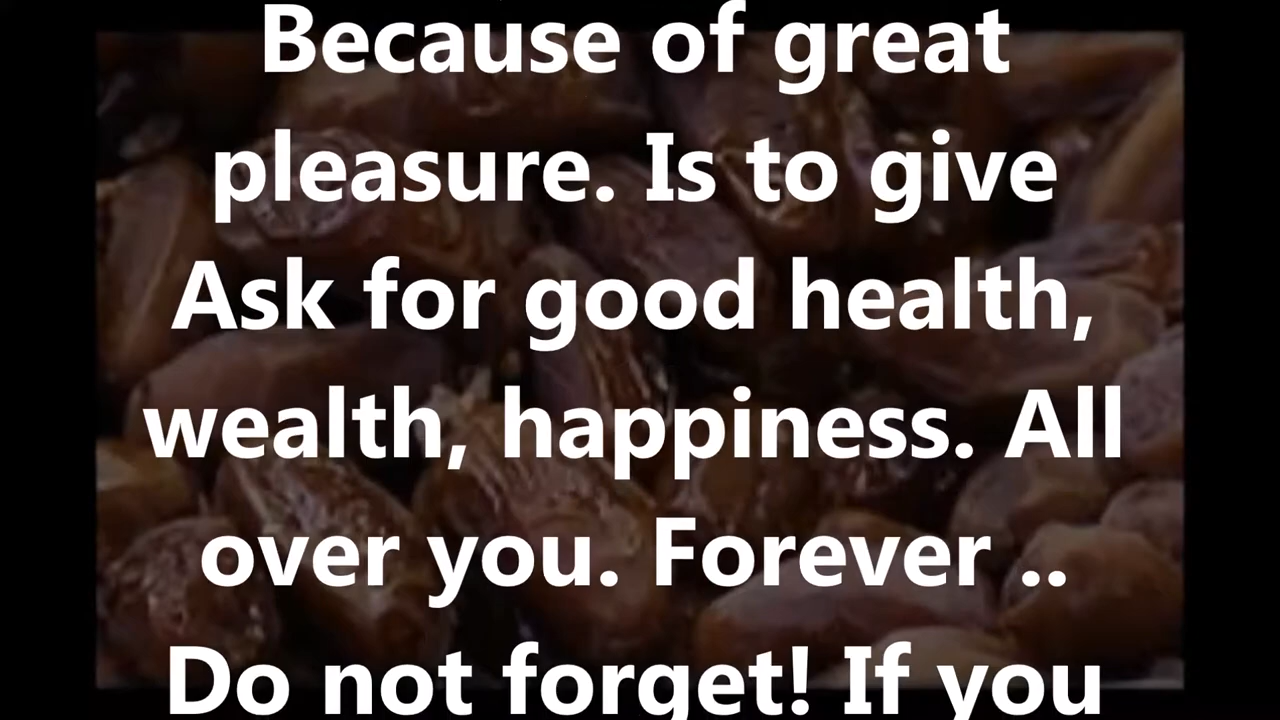 Because of great
pleasure. Is to give
Ask for good health,
wealth, happiness. All
over you. Forever ..
Do not forget! If you